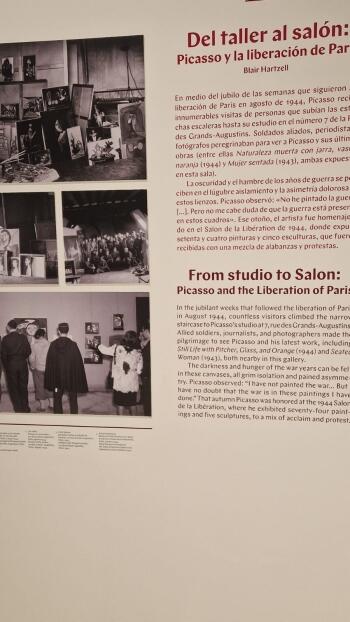 Del taller al salón:
Picasso y la liberación de Par
Blair Hartzell
En medio del jubilo de las semanas que siguieron
liberación de París en agosto de 1944, Picasso reci
innumerables visitas de personas que subían las est
chas escaleras hasta su estudio en el número 7 de la
des Grands-Augustins. Soldados aliados, periodista
fotógrafos peregrinaban para ver a Picasso y sus últim
obras (entre ellas Naturaleza muerta con jarra, vaso
naranja (1944) y Mujer sentada (1943), ambas expues
en esta sala).
La oscuridad y el hambre de los años de guerra se pe
ciben en el lúgubre aislamiento y la asimetría dolorosa
estos lienzos. Picasso observó: «No he pintado la guer
[...]. Pero no me cabe duda de que la guerra está presen
en estos cuadros». Ese otoño, el artista fue homenaje
do en el Salon de la Libération de 1944, donde expu
setenta y cuatro pinturas y cinco esculturas, que fuer
recibidas con una mezcla de alabanzas y protestas.
From studio to Salon:
Picasso and the Liberation of Paris
In the jubilant weeks that followed the liberation of Par
in August 1944, countless visitors climbed the narrow
staircase to Picasso's studio at 7, rue des Grands-Augustins
Allied soldiers, journalists, and photographers made th
pilgrimage to see Picasso and his latest work, including
Still Life with Pitcher, Glass, and Orange (1944) and Seated
Woman (1943), both nearby in this gallery.
The darkness and hunger of the war years can be fel
in these canvases, all grim isolation and pained asymme
try. Picasso observed: "I have not painted the war... But
have no doubt that the war is in these paintings I have
done." That autumn Picasso was honored at the 1944 Salon
de la Libération, where he exhibited seventy-four paint-
ings and five sculptures, to a mix of acclaim and protest.